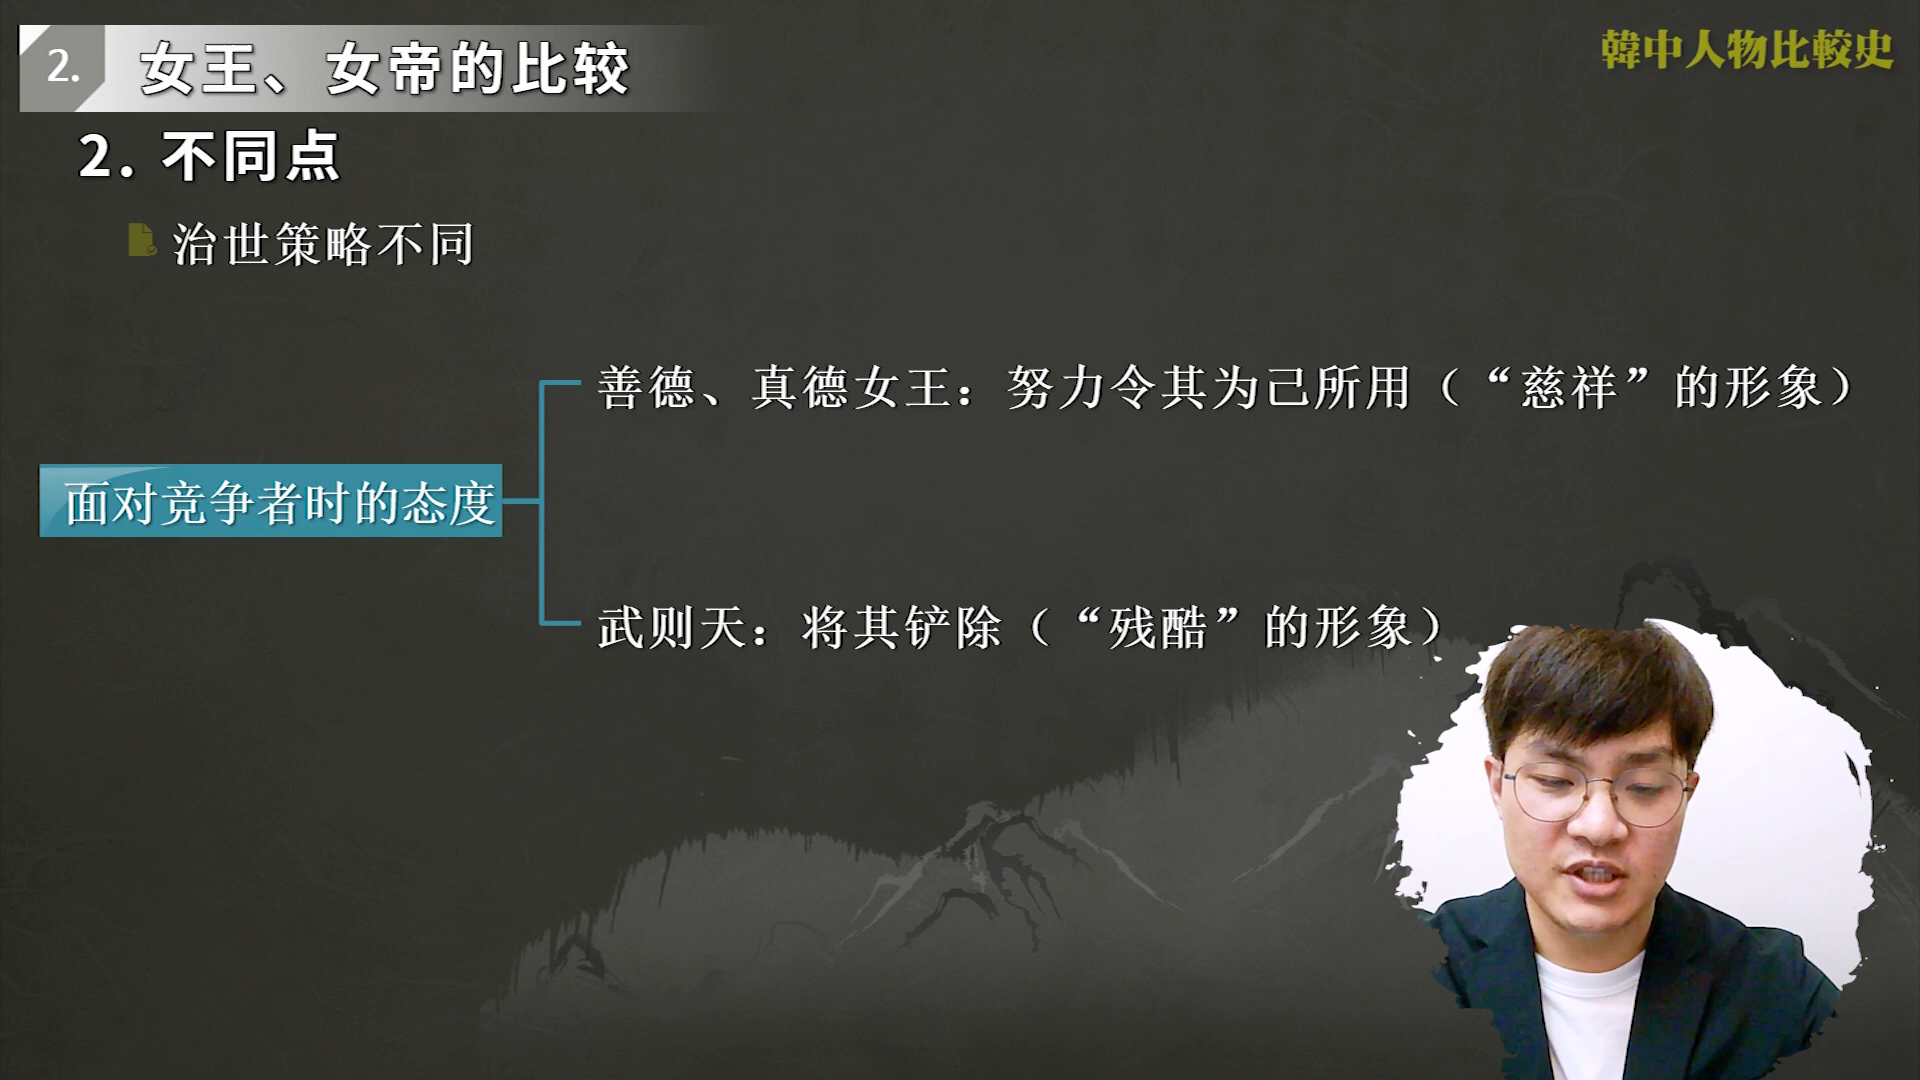 2.
女王、女帝的比较
韓中人物比較史
2. 不同点
治世策略不同
善德、真德女王：努力令其为己所用（“慈祥”的形象）
面对竞争者时的态度
武则天：将其铲除（“残酷”的形象）